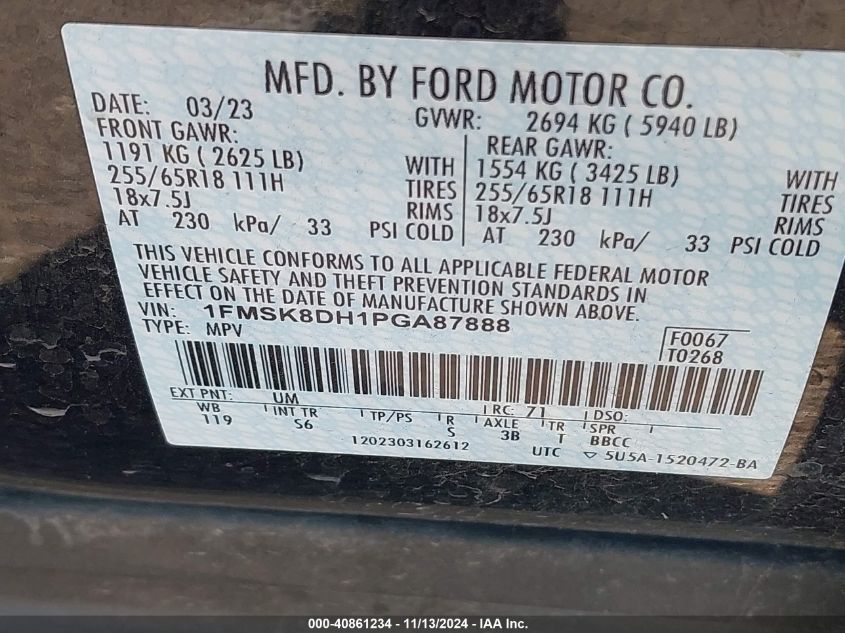 MFD. BY FORD MOTOR CO.
DATE: 03/23 GVWR: 2694 KG ( 5940 LB)
FRONT GAWR: REAR GAWR:
1191 KG ( 2625 LB) WITH 1554 KG ( 3425 LB) WITH
255/65R18 111H TIRES 255/65R18 111H TIRES
18x7.5J RIMS 18x7.5J RIMS
AT 230 kPa/ 33 PSI COLD AT 230 kPa/ 33 PSI COLD
THIS VEHICLE CONFORMS TO ALL APPLICABLE FEDERAL MOTOR
VEHICLE SAFETY AND THEFT PREVENTION STANDARDS IN
EFFECT ON THE DATE OF MANUFACTURE SHOWN ABOVE.
VIN: 1FMSK8DH1PGA87888
TYPE: MPV
F0067
T0268
EXT PNT: UM RC: 71 DSO:
WB INT TR TP/PS R AXLE TR SPR
119 S6 S 3B T BBCC
1202303162612 UTC ▽ 5U5A-1520472-BA
000-40861234 - 11/13/2024 - IAAI Inc.